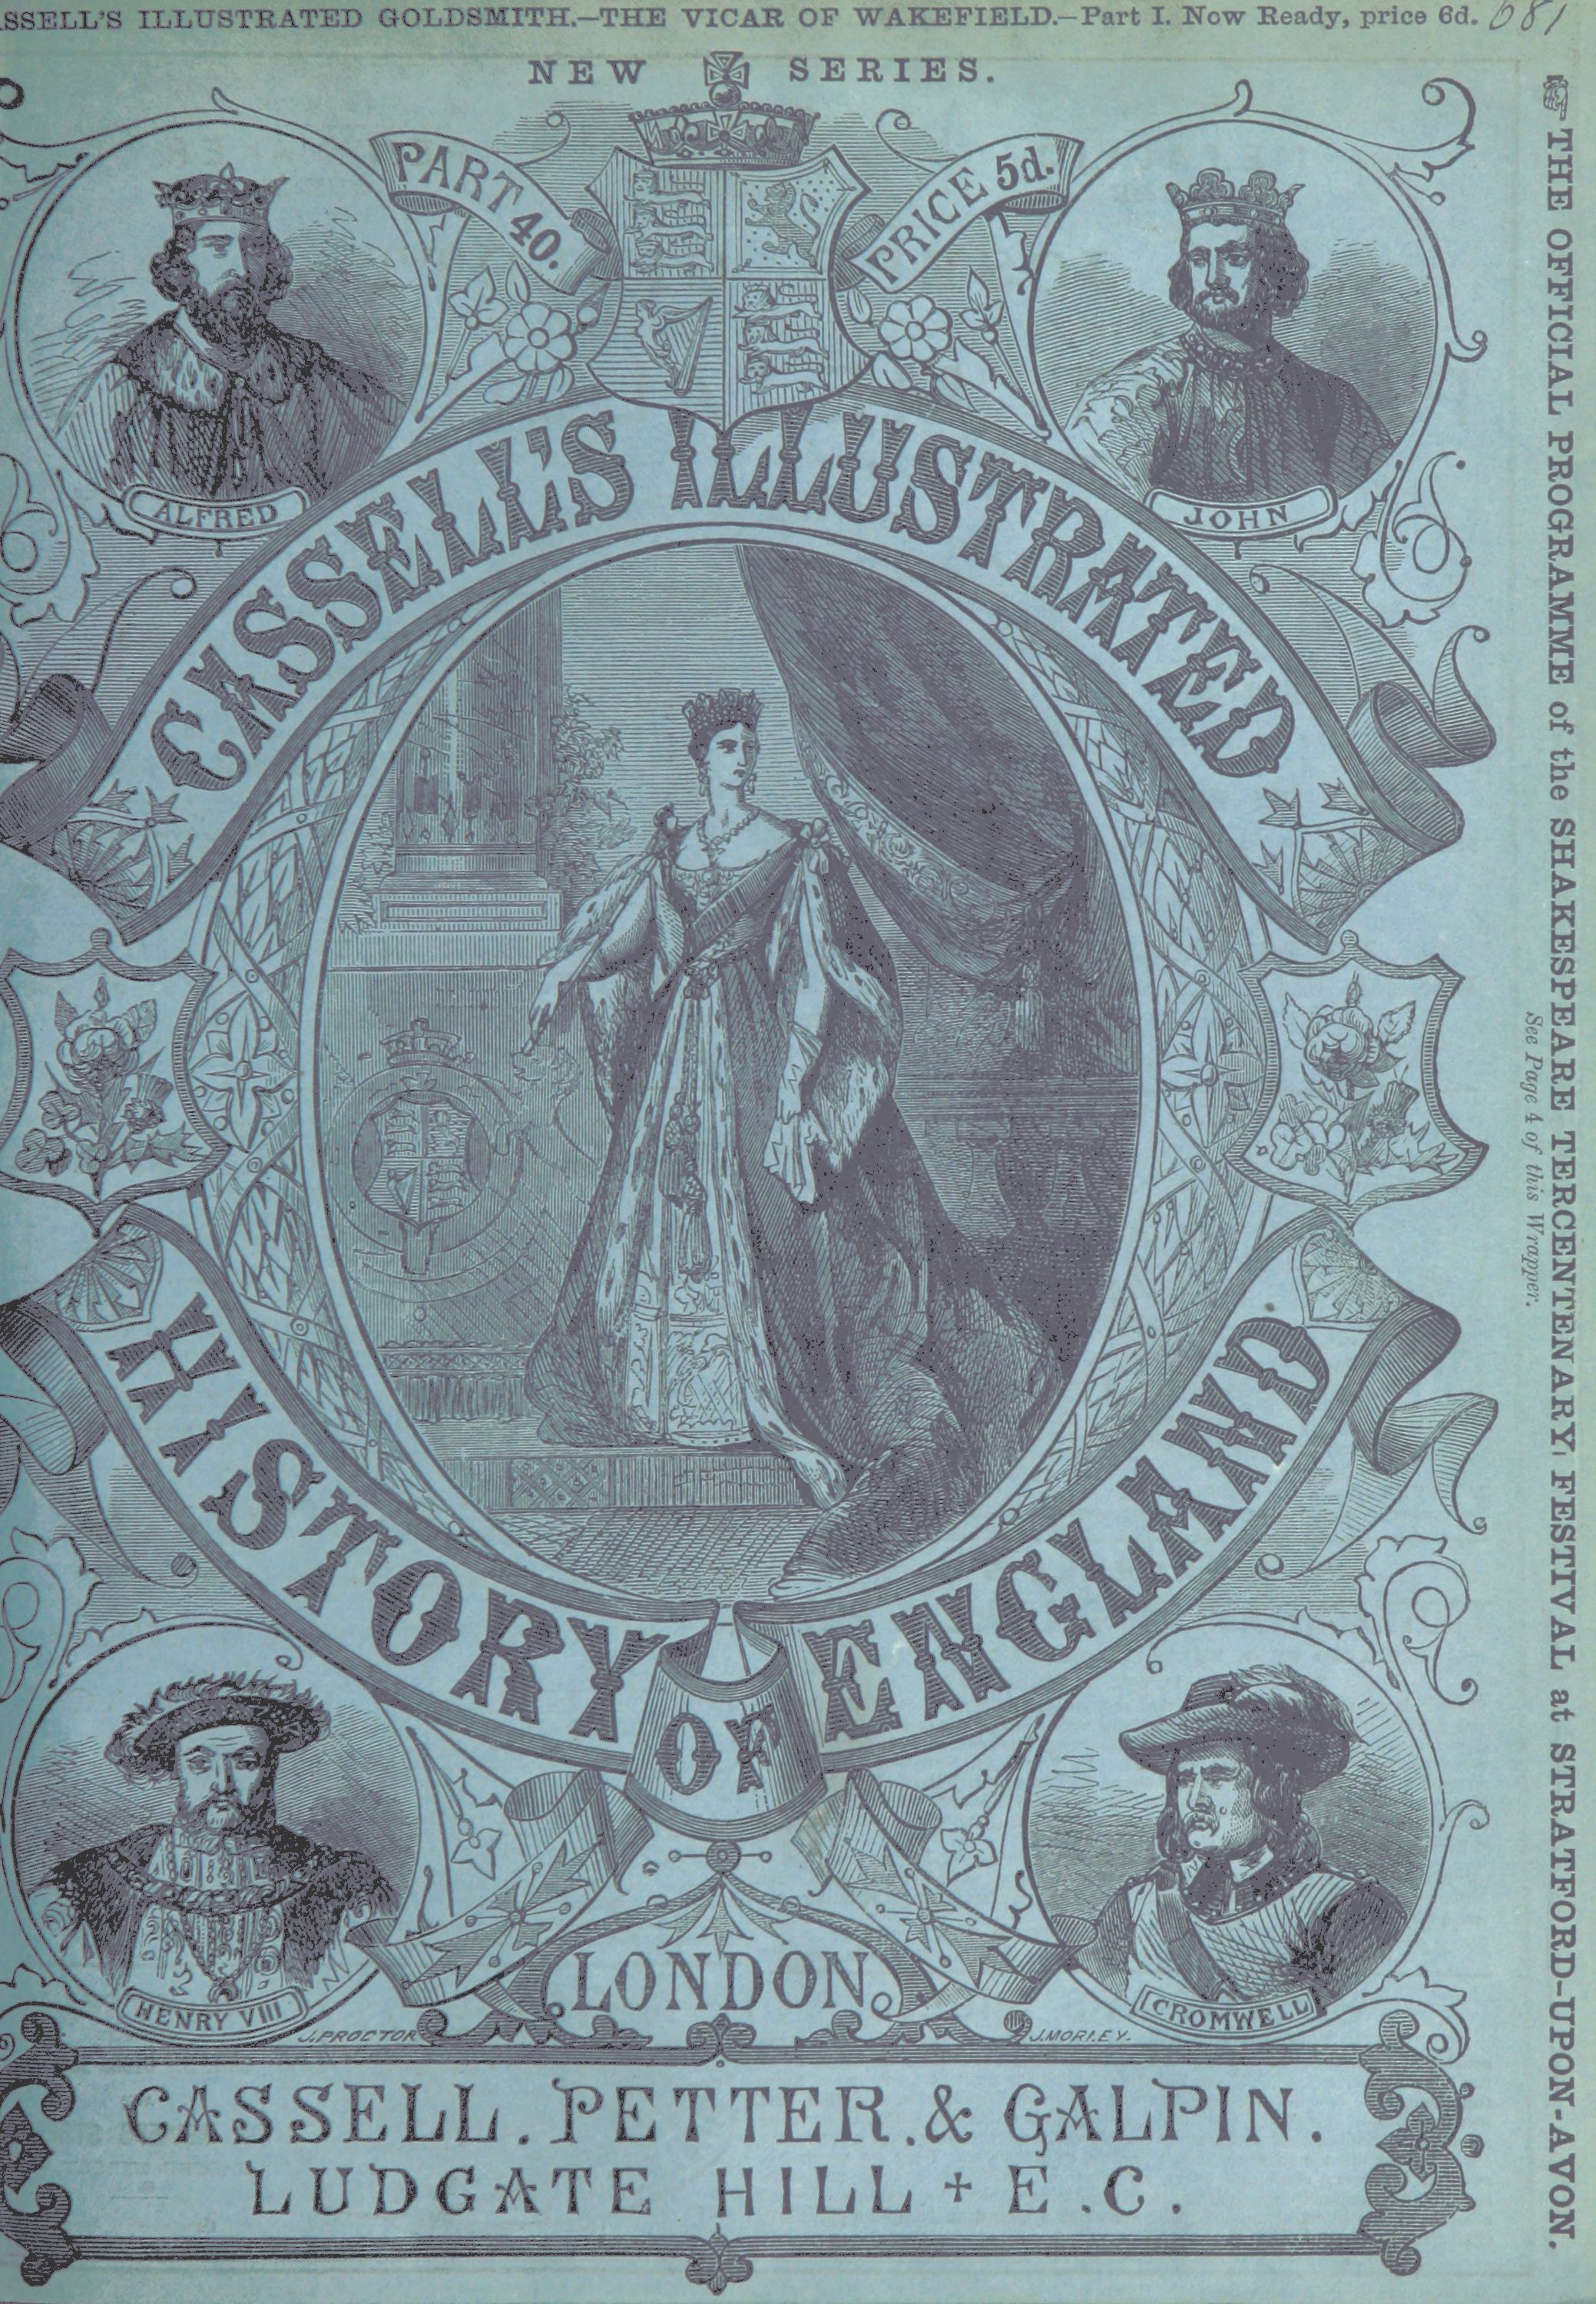 ASSELL'S ILLUSTRATED GOLDSMITH.—THE VICAR OF WAKEFIELD.—Part I. Now Ready, price 6d. 681
NEW SERIES.
PART 40.
PRICE 5d.
ALFRED
JOHN
CASSELL'S ILLUSTRATED
HISTORY OF ENGLAND
HENRY VIII
CROMWELL
J.PROCTOR
J.MORLEY.
LONDON
CASSELL. PETTER. & GALPIN.
LUDGATE HILL + E.C.
THE OFFICIAL PROGRAMME of the SHAKESPEARE TERCENTENARY FESTIVAL at STRATFORD-UPON-AVON.
See Page 4 of this Wrapper.